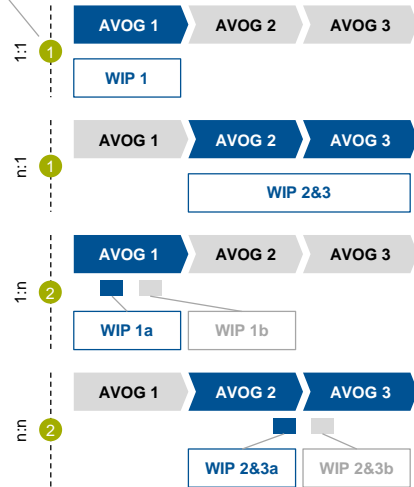 AVOG 1 AVOG 2 AVOG 3
1:1
1
WIP 1
AVOG 1 AVOG 2 AVOG 3
n:1
1
WIP 2&3
AVOG 1 AVOG 2 AVOG 3
1:n
2
WIP 1a WIP 1b
AVOG 1 AVOG 2 AVOG 3
n:n
2
WIP 2&3a WIP 2&3b